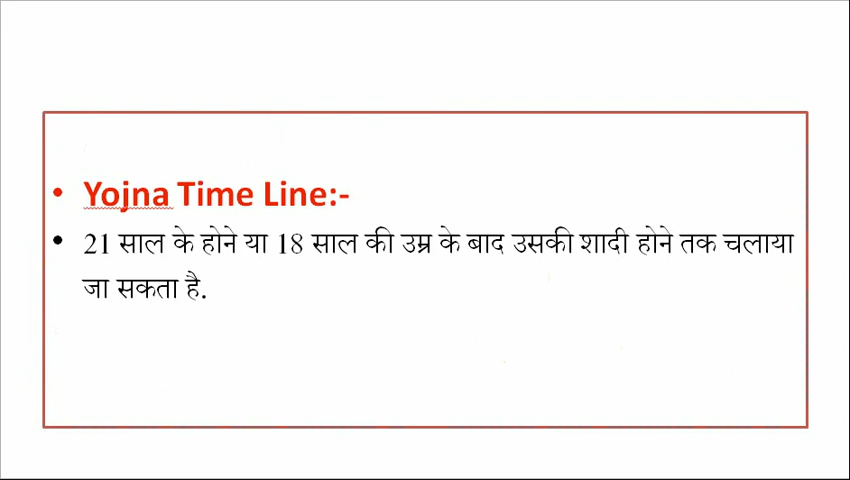 • Yojna Time Line:-
• 21 साल के होने या 18 साल की उम्र के बाद उसकी शादी होने तक चलाया
जा सकता है.